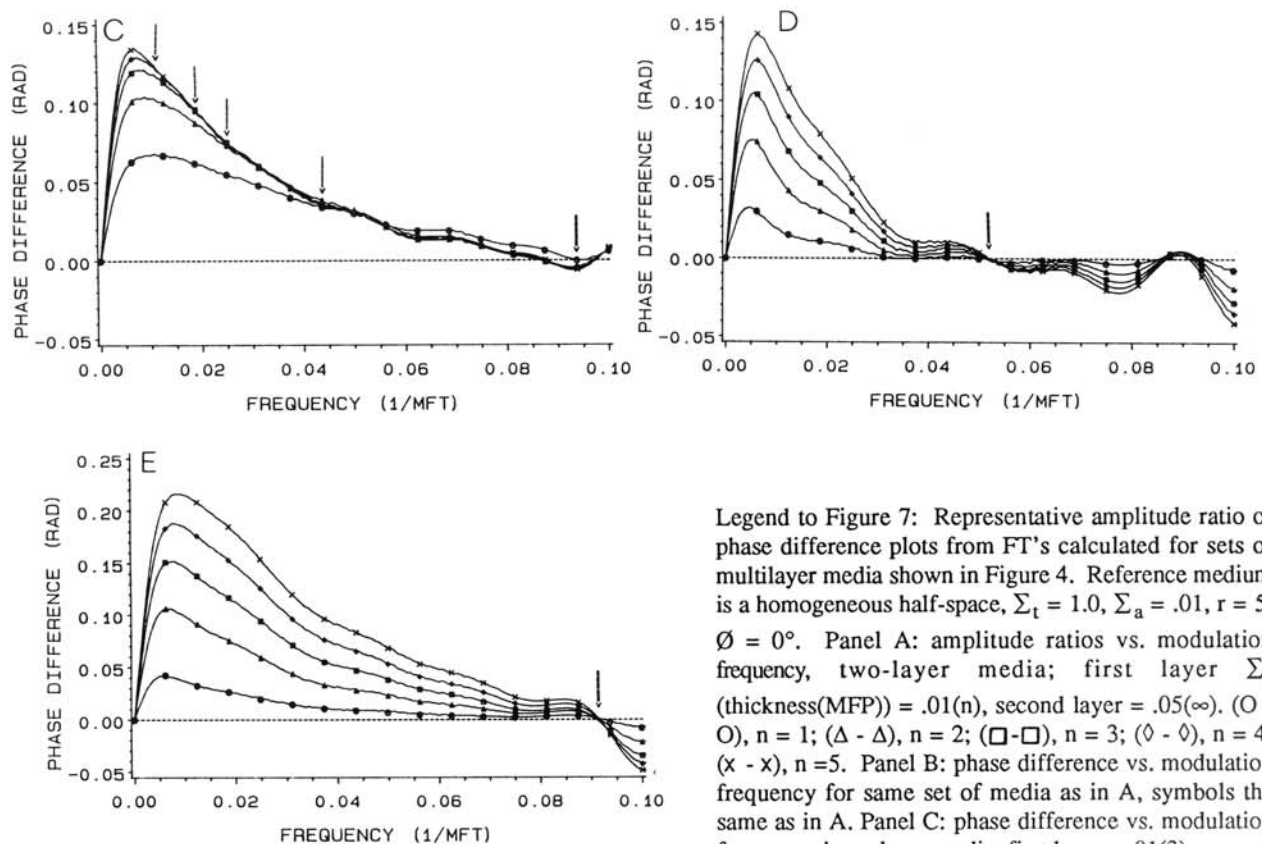 C
PHASE DIFFERENCE (RAD)
0.15
0.10
0.05
0.00
-0.05
0.00 0.02 0.04 0.06 0.08 0.10
FREQUENCY (1/MFT)
D
PHASE DIFFERENCE (RAD)
0.15
0.10
0.05
0.00
-0.05
0.00 0.02 0.04 0.06 0.08 0.10
FREQUENCY (1/MFT)
E
PHASE DIFFERENCE (RAD)
0.25
0.20
0.15
0.10
0.05
0.00
-0.05
0.00 0.02 0.04 0.06 0.08 0.10
FREQUENCY (1/MFT)
Legend to Figure 7: Representative amplitude ratio
phase difference plots from FT's calculated for sets
multilayer media shown in Figure 4. Reference medium
is a homogeneous half-space, Σt = 1.0, Σa = .01, r = 5
Ø = 0°. Panel A: amplitude ratios vs. modulation
frequency, two-layer media; first layer Σ
(thickness(MFP)) = .01(n), second layer = .05(∞). (O
O), n = 1; (Δ - Δ), n = 2; (□-□), n = 3; (◊ - ◊), n = 4
(x - x), n =5. Panel B: phase difference vs. modulation
frequency for same set of media as in A, symbols
same as in A. Panel C: phase difference vs. modulation